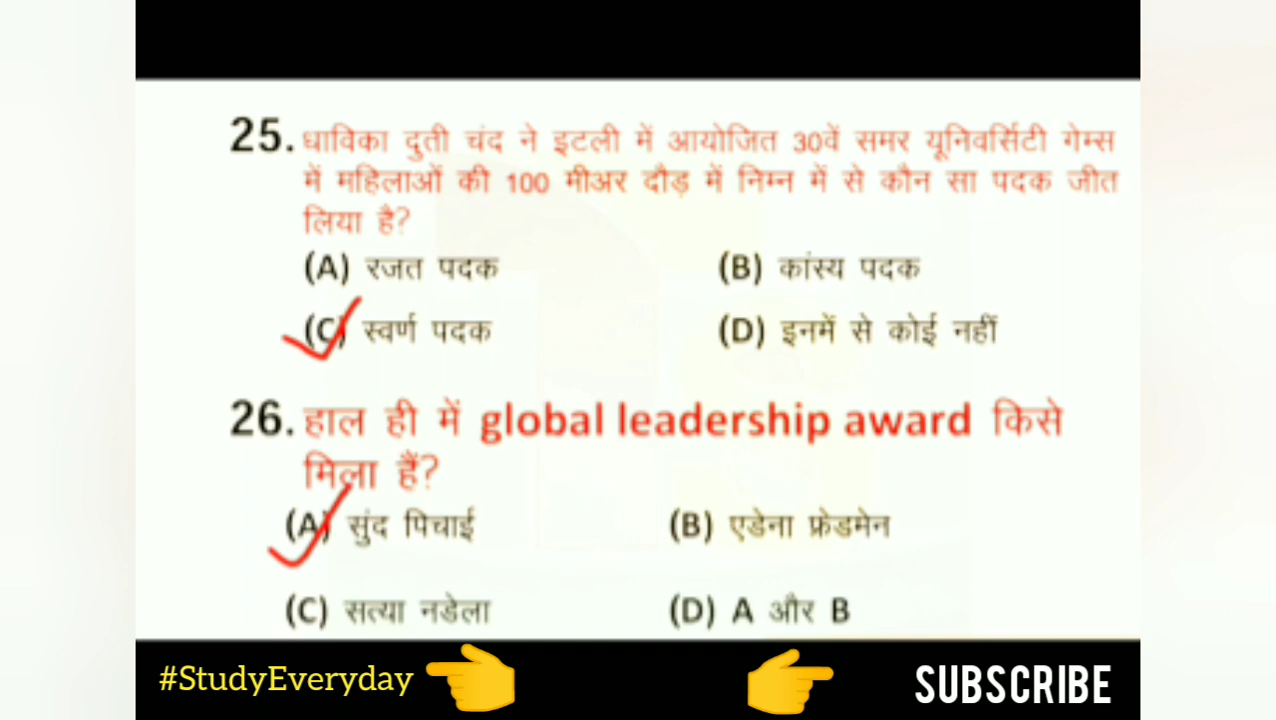 25. धाविका दुती चंद ने इटली में आयोजित 30वें समर यूनिवर्सिटी गेम्स
में महिलाओं की 100 मीअर दौड़ में निम्न में से कौन सा पदक जीत
लिया है?
(A) रजत पदक (B) कांस्य पदक
(C) स्वर्ण पदक (D) इनमें से कोई नहीं
26. हाल ही में global leadership award किसे
मिला हैं?
(A) सुंद पिचाई (B) एडेना फ्रेडमेन
(C) सत्या नडेला (D) A और B
#StudyEveryday SUBSCRIBE